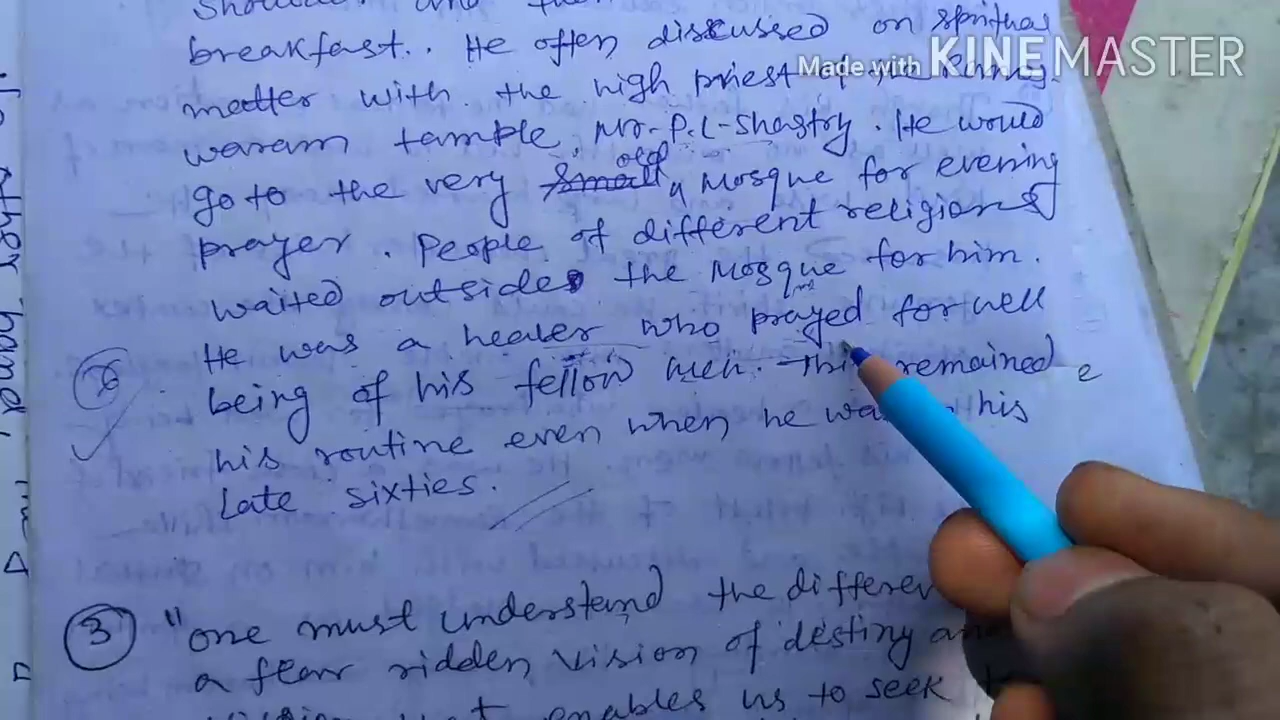 breakfast.. He often discussed on spritual
Made with KINEMASTER
matter with the high priest of
waram tample, Mr. P.L-Shastry. He would
go to the very old Mosque for evening
prayer. People of different religions
waited outside the Mosque for him.
He was a healer who prayed for well
being of his fellow men. This remained e
his routine even when he his
Late sixties.
3 "one must understand the
a fear ridden vision of destiny
enables us to seek